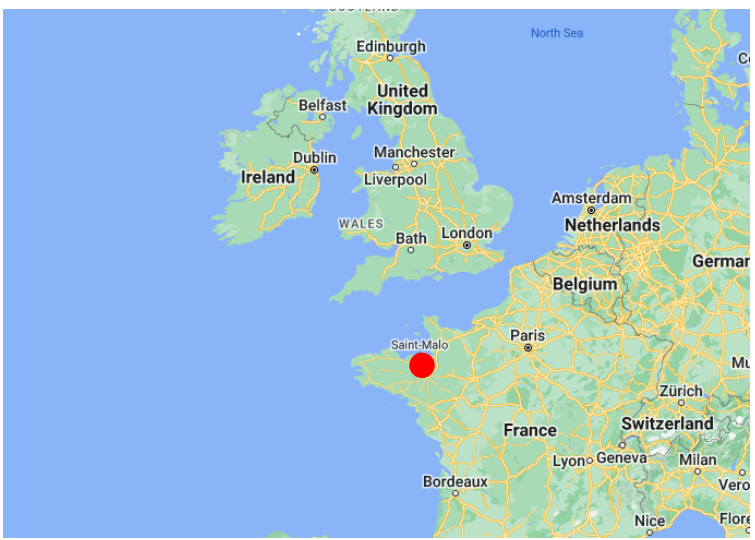 North Sea
Edinburgh
United
Kingdom
Belfast
Manchester
Dublin
Ireland
Liverpool
Amsterdam
Netherlands
WALES
London
Bath
Belgium
Paris
Saint-Malo
Zürich
Switzerland
France
Lyon
Geneva
Milan
Bordeaux
Nice